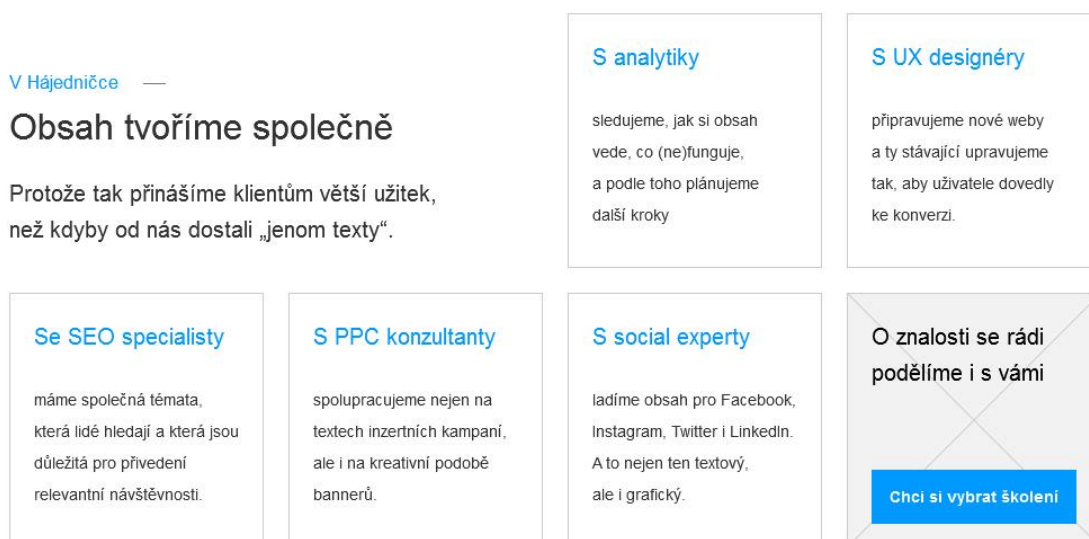 V Hájedničce
Obsah tvoříme společně
Protože tak přinášíme klientům větší užitek,
než kdyby od nás dostali „jenom texty“.
S analytiky
sledujeme, jak si obsah
vede, co (ne)funguje,
a podle toho plánujeme
další kroky
S UX designéry
připravujeme nové weby
a ty stávající upravujeme
tak, aby uživatele dovedly
ke konverzi.
Se SEO specialisty
máme společná témata,
která lidé hledají a která jsou
důležitá pro přivedení
relevantní návštěvnosti.
S PPC konzultanty
spolupracujeme nejen na
textech inzertních kampaní,
ale i na kreativní podobě
bannerů.
S social experty
ladíme obsah pro Facebook,
Instagram, Twitter i LinkedIn.
A to nejen ten textový,
ale i grafický.
O znalosti se rádi
podělíme i s vámi
Chci si vybrat školení